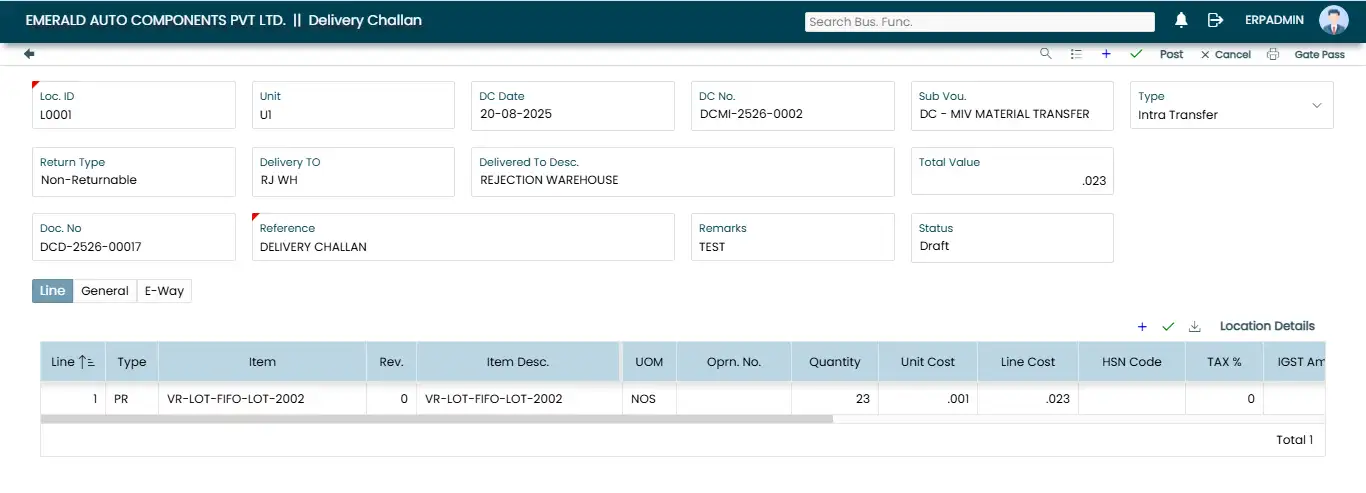 EMERALD AUTO COMPONENTS PVT LTD. || Delivery Challan
Search Bus. Func.
ERPADMIN
Post
Cancel
Gate Pass
Loc. ID
L0001
Unit
U1
DC Date
20-08-2025
DC No.
DCMI-2526-0002
Sub Vou.
DC - MIV MATERIAL TRANSFER
Type
Intra Transfer
Return Type
Non-Returnable
Delivery TO
RJ WH
Delivered To Desc.
REJECTION WAREHOUSE
Total Value
.023
Doc. No
DCD-2526-00017
Reference
DELIVERY CHALLAN
Remarks
TEST
Status
Draft
Line General E-Way
Location Details
Line Type Item Rev. Item Desc. UOM Oprn. No. Quantity Unit Cost Line Cost HSN Code TAX % IGST Am
1 PR VR-LOT-FIFO-LOT-2002 0 VR-LOT-FIFO-LOT-2002 NOS 23 .001 .023 0
Total 1